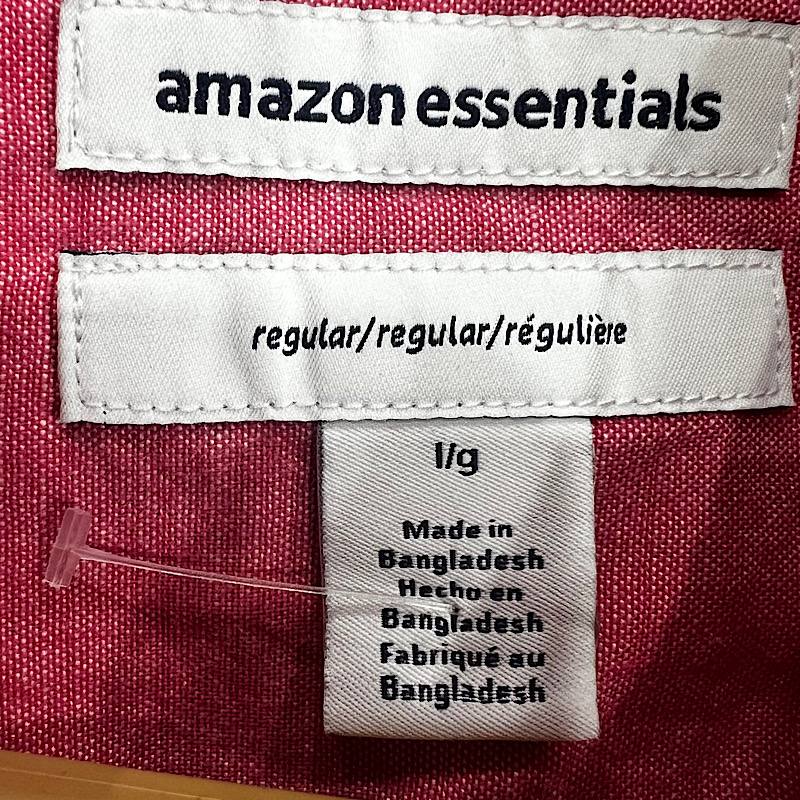 amazon essentials
regular/regular/régulière
l/g
Made in
Bangladesh
Hecho en
Bangladesh
Fabriqué au
Bangladesh